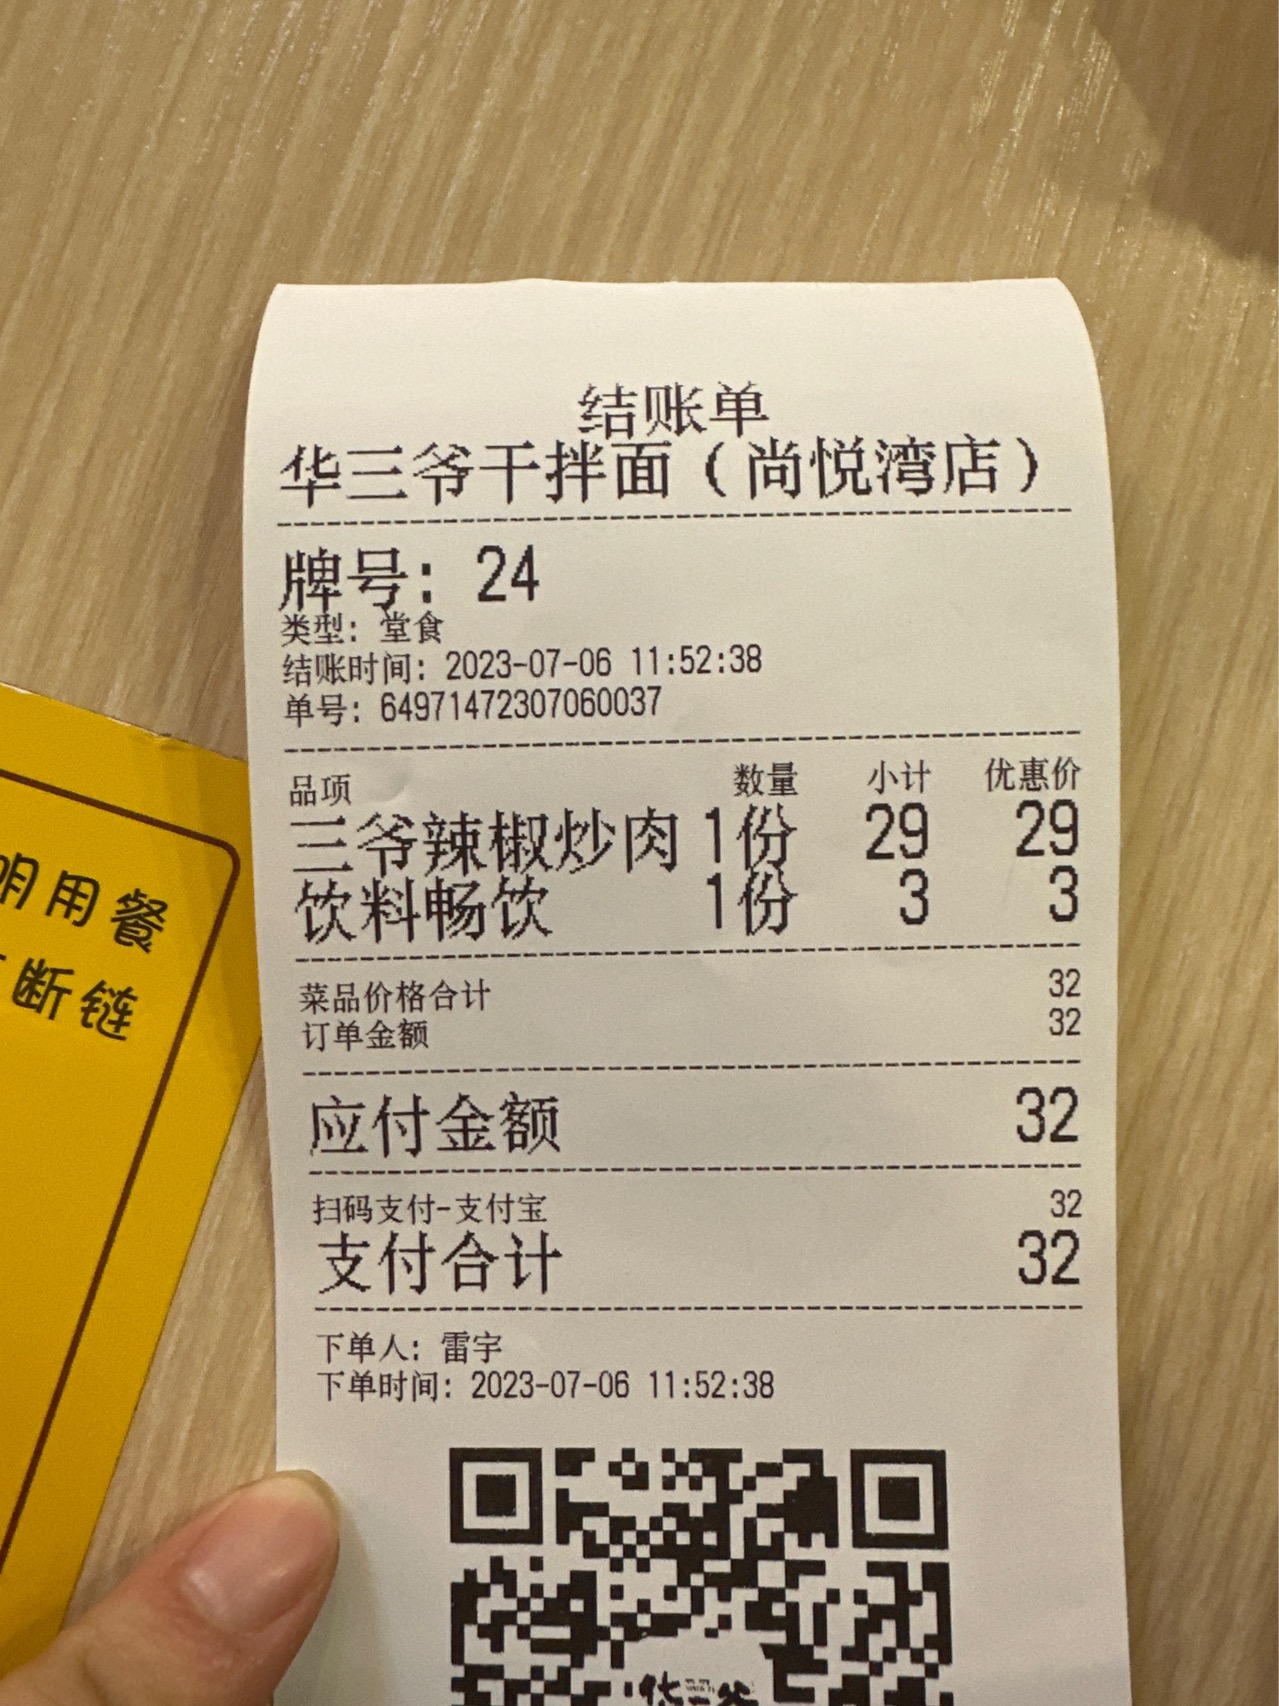 结账单
华三爷干拌面（尚悦湾店）
牌号：24
类型：堂食
结账时间：2023-07-06 11:52:38
单号：64971472307060037
品项 数量 小计 优惠价
三爷辣椒炒肉 1份 29 29
饮料畅饮 1份 3 3
菜品价格合计 32
订单金额 32
应付金额 32
扫码支付-支付宝 32
支付合计 32
下单人：雷宇
下单时间：2023-07-06 11:52:38
华三爷
明用餐
断链